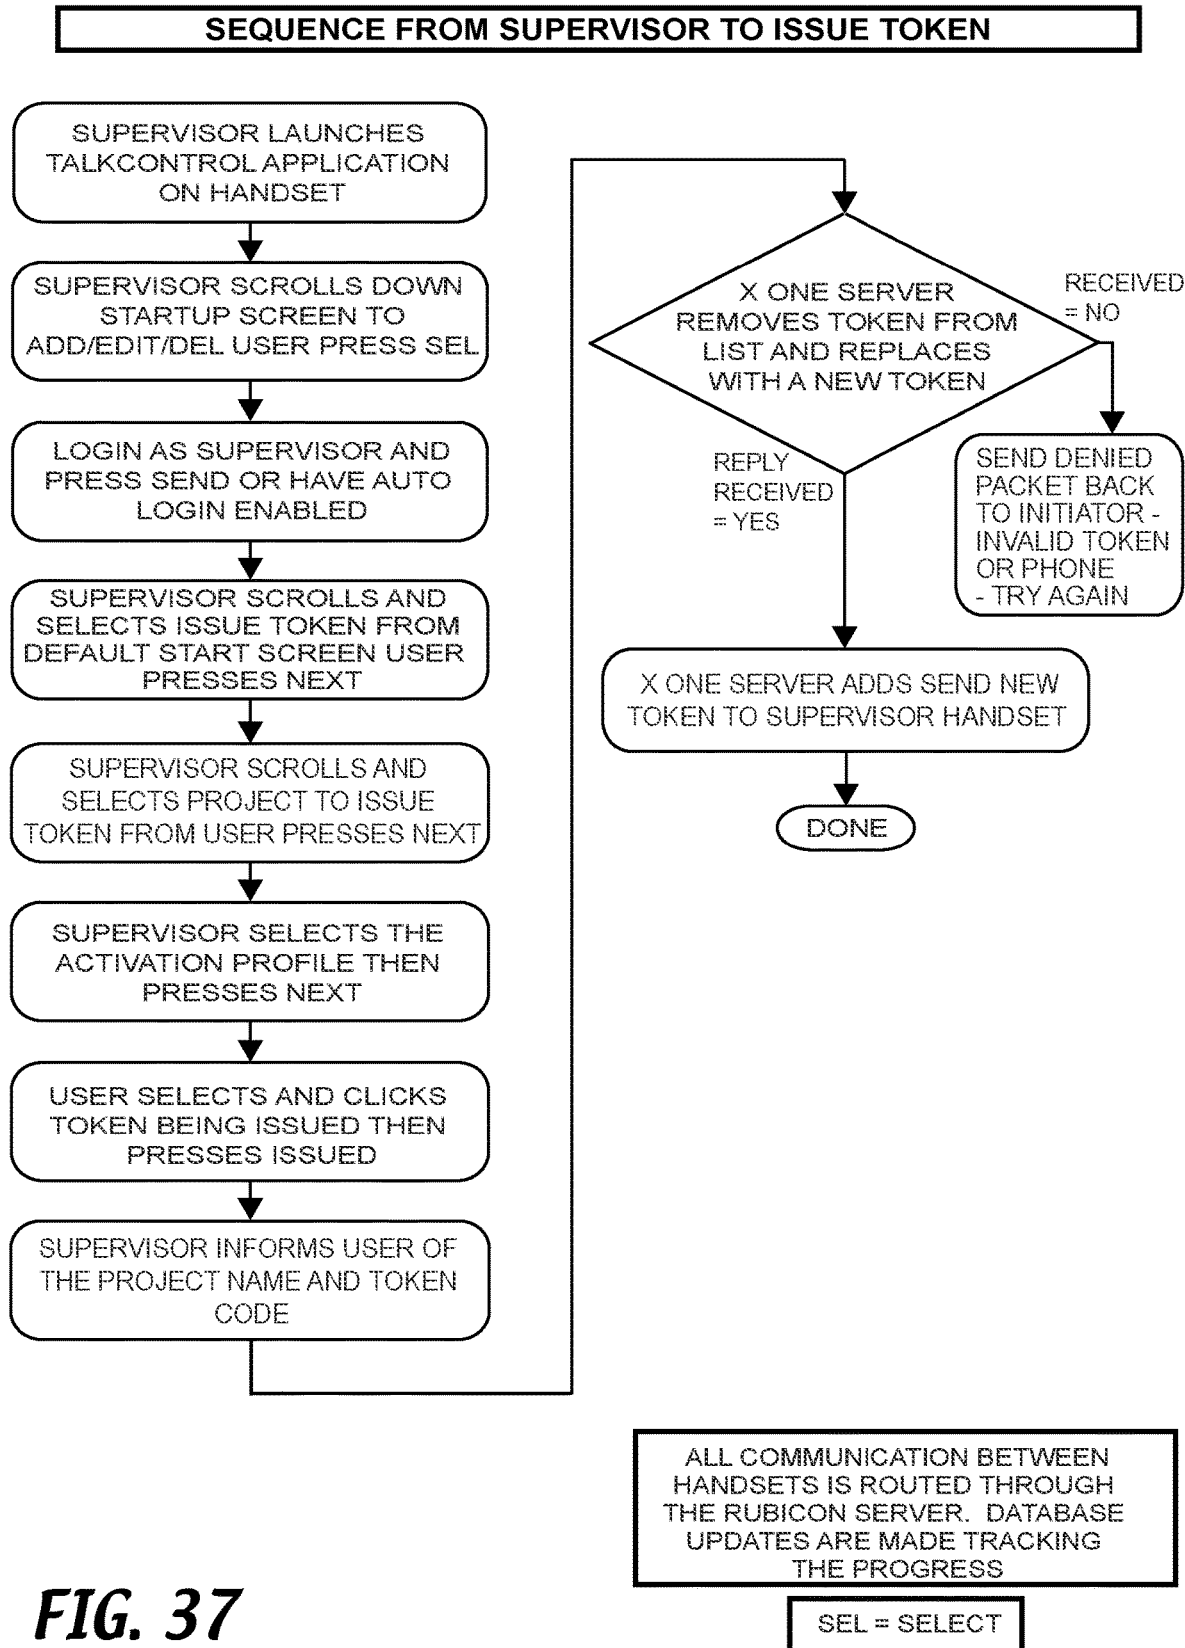 SEQUENCE FROM SUPERVISOR TO ISSUE TOKEN
SUPERVISOR LAUNCHES
TALKCONTROL APPLICATION
ON HANDSET
SUPERVISOR SCROLLS DOWN
STARTUP SCREEN TO
ADD/EDIT/DEL USER PRESS SEL
LOGIN AS SUPERVISOR AND
PRESS SEND OR HAVE AUTO
LOGIN ENABLED
SUPERVISOR SCROLLS AND
SELECTS ISSUE TOKEN FROM
DEFAULT START SCREEN USER
PRESSES NEXT
SUPERVISOR SCROLLS AND
SELECTS PROJECT TO ISSUE
TOKEN FROM USER PRESSES NEXT
SUPERVISOR SELECTS THE
ACTIVATION PROFILE THEN
PRESSES NEXT
USER SELECTS AND CLICKS
TOKEN BEING ISSUED THEN
PRESSES ISSUED
SUPERVISOR INFORMS USER OF
THE PROJECT NAME AND TOKEN
CODE
X ONE SERVER
REMOVES TOKEN FROM
LIST AND REPLACES
WITH A NEW TOKEN
RECEIVED
= NO
SEND DENIED
PACKET BACK
TO INITIATOR -
INVALID TOKEN
OR PHONE
- TRY AGAIN
REPLY
RECEIVED
= YES
X ONE SERVER ADDS SEND NEW
TOKEN TO SUPERVISOR HANDSET
DONE
ALL COMMUNICATION BETWEEN
HANDSETS IS ROUTED THROUGH
THE RUBICON SERVER. DATABASE
UPDATES ARE MADE TRACKING
THE PROGRESS
SEL = SELECT
FIG. 37